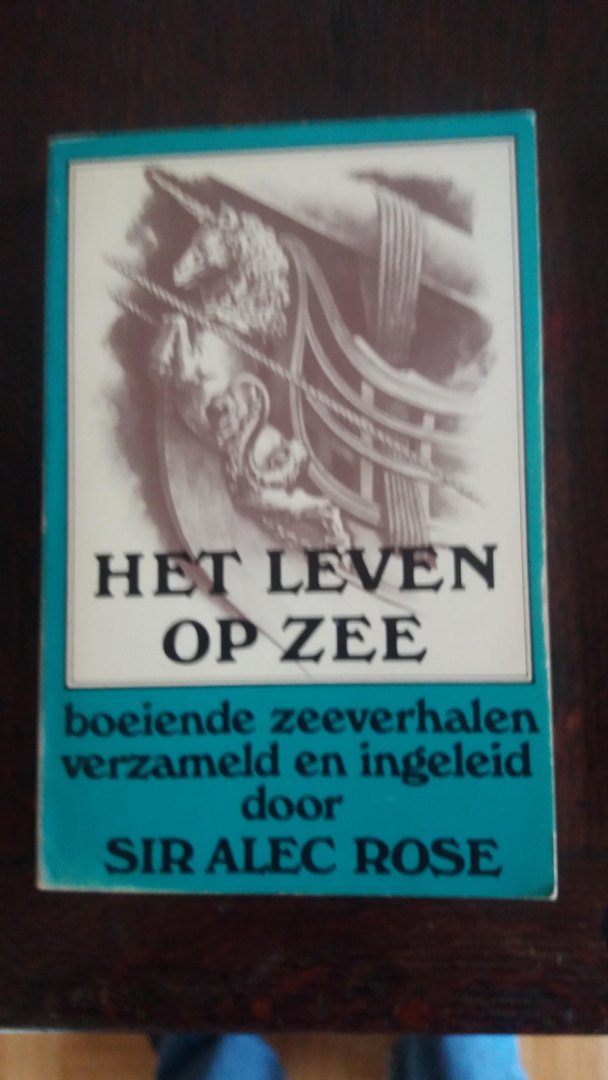 HET LEVEN
OP ZEE
boeiende zeeverhalen
verzameld en ingeleid
door
SIR ALEC ROSE